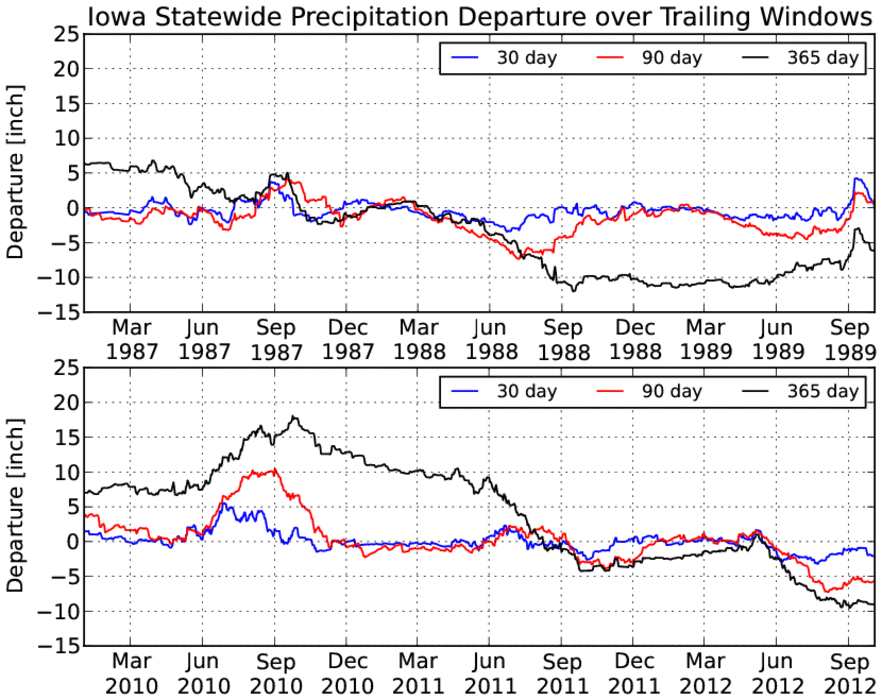 Iowa Statewide Precipitation Departure over Trailing Windows
25
20
15
10
5
0
−5
−10
−15
Departure [inch]
30 day 90 day 365 day
Mar Jun Sep Dec Mar Jun Sep Dec Mar Jun Sep
1987 1987 1987 1987 1988 1988 1988 1988 1989 1989 1989
25
20
15
10
5
0
−5
−10
−15
Departure [inch]
30 day 90 day 365 day
Mar Jun Sep Dec Mar Jun Sep Dec Mar Jun Sep
2010 2010 2010 2010 2011 2011 2011 2011 2012 2012 2012